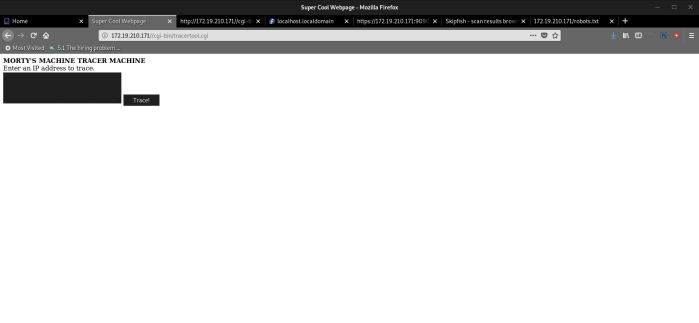 Super Cool Webpage - Mozilla Firefox
Home
Super Cool Webpage
http://172.19.210.171//cgi-b
localhost.localdomain
https://172.19.210.171:909
Skipfish - scan results brow
172.19.210.171/robots.txt
172.19.210.171//cgi-bin/tracertool.cgi
Most Visited
5.1 The hiring problem ...
MORTY'S MACHINE TRACER MACHINE
Enter an IP address to trace.
Trace!